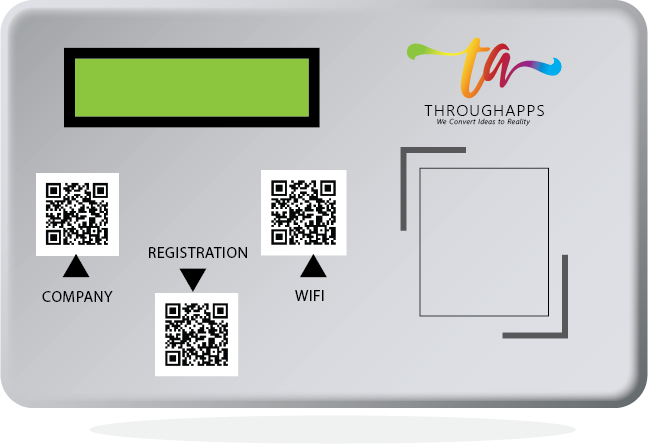 ta
THROUGHAPPS
We Convert Ideas to Reality
REGISTRATION
COMPANY
WIFI